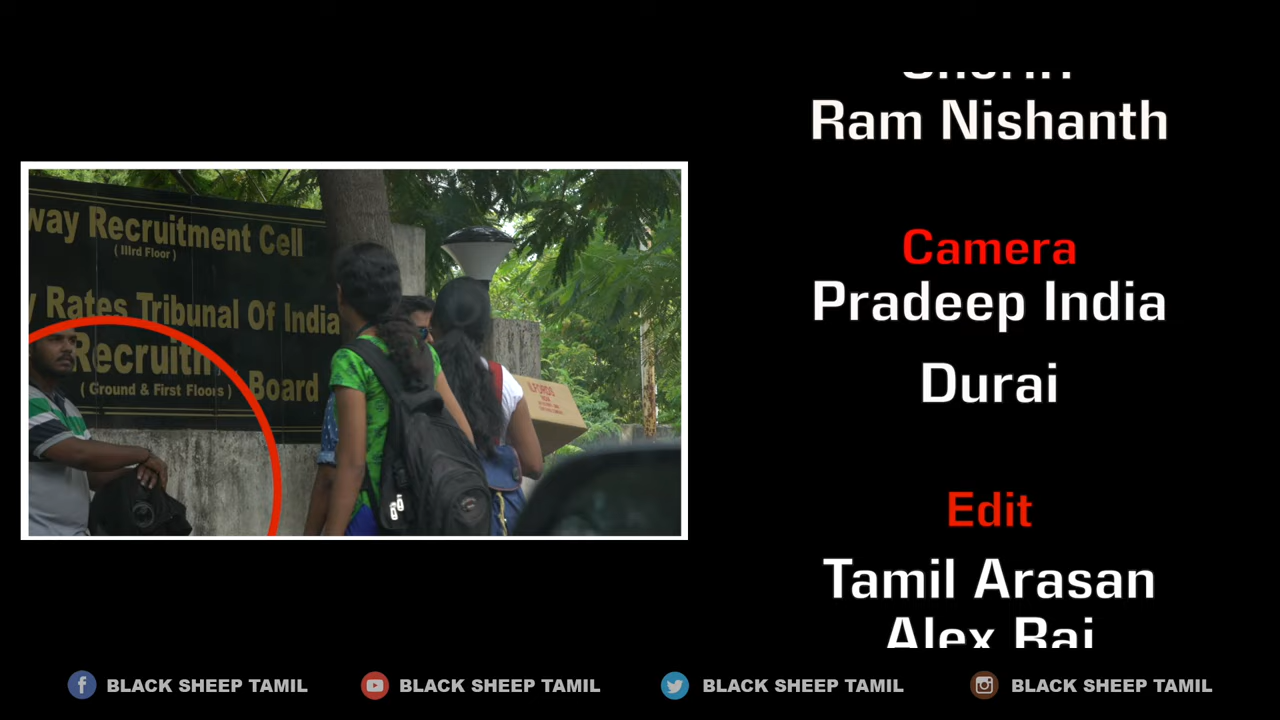 way Recruitment Cell
( IIIrd Floor )
y Rates Tribunal Of India
Board
( Ground & First Floors )
Ram Nishanth
Camera
Pradeep India
Durai
Edit
Tamil Arasan
Alex Raj
BLACK SHEEP TAMIL
BLACK SHEEP TAMIL
BLACK SHEEP TAMIL
BLACK SHEEP TAMIL